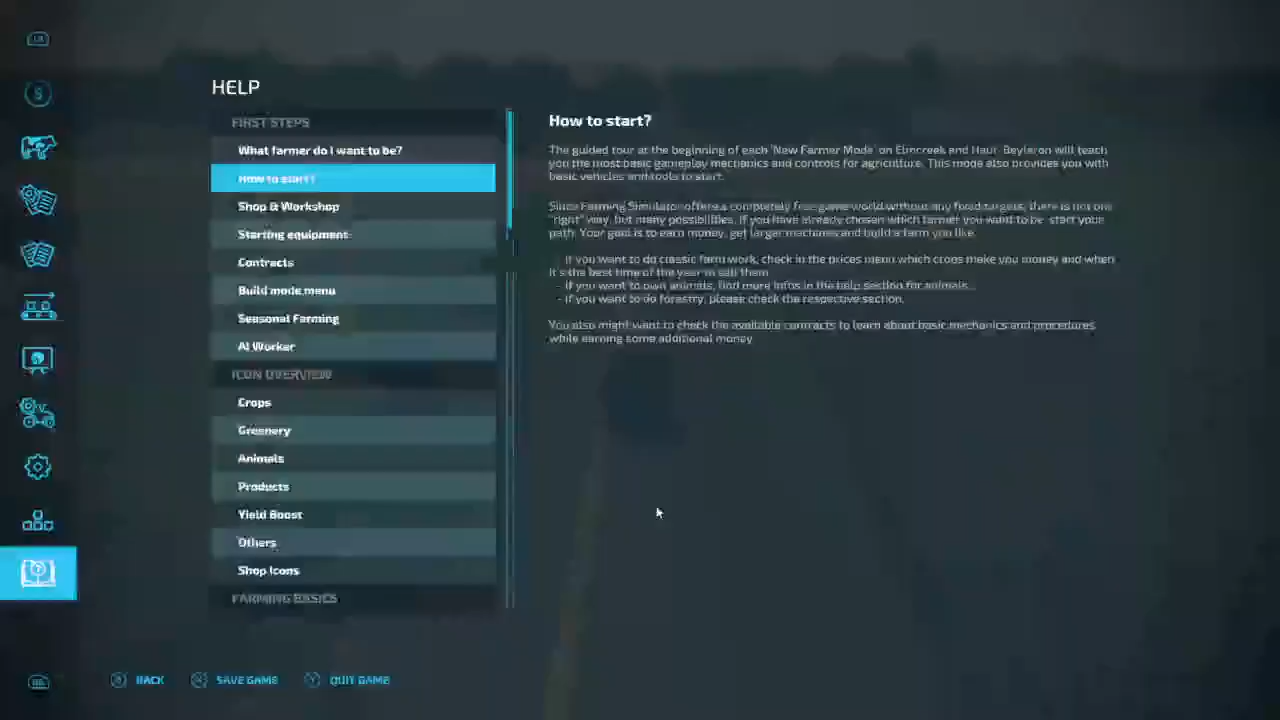 HELP
FIRST STEPS
What farmer do I want to be?
How to start?
Shop & Workshop
Starting equipment
Contracts
Build mode menu
Seasonal Farming
AI Worker
ICON OVERVIEW
Crops
Greenery
Animals
Products
Yield Boost
Others
Shop Icons
FARMING BASICS
How to start?
The guided tour at the beginning of each 'New Farmer Mode' on Elmcreek and Haut-Beyleron will teach
you the most basic gameplay mechanics and controls for agriculture. This mode also provides you with
basic vehicles and tools to start.
Since Farming Simulator offers a completely free game world without any fixed targets, there is not one
"right" way, but many possibilities. If you have already chosen which farmer you want to be start your
path. Your goal is to earn money, get larger machines and build a farm you like.
- If you want to do classic farm work, check in the prices menu which crops make you money and when
it's the best time of the year to sell them
- If you want to own animals, find more infos in the help section for animals.
- If you want to do forestry, please check the respective section.
You also might want to check the available contracts to learn about basic mechanics and procedures
while earning some additional money
BACK
SAVE GAME
QUIT GAME